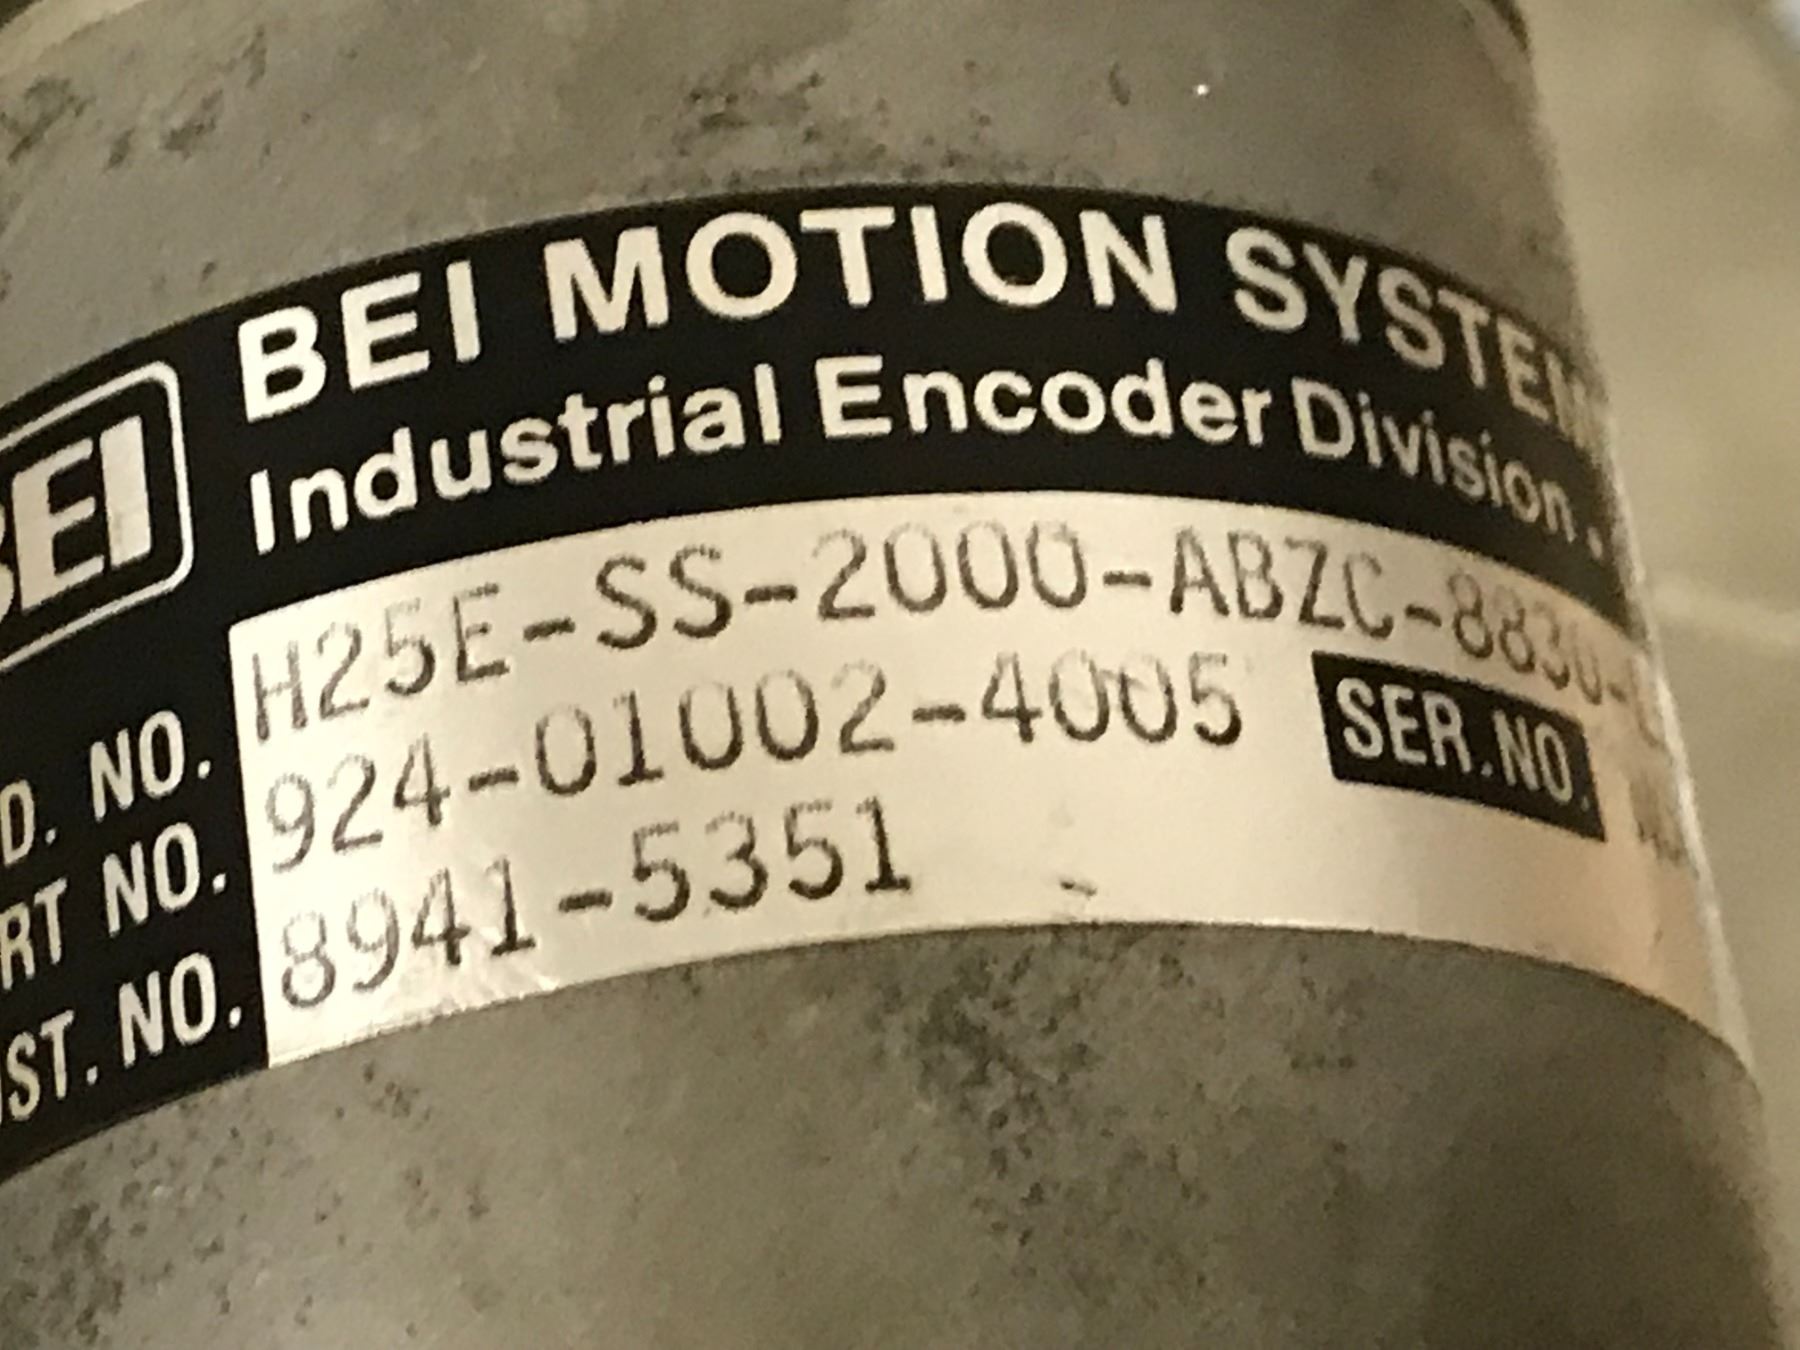 BEI MOTION SYSTEM
Industrial Encoder Division
BEI
D. NO. H25E-SS-2000-ABZC-8830-
RT NO. 924-01002-4005 SER.NO.
ST. NO. 8941-5351